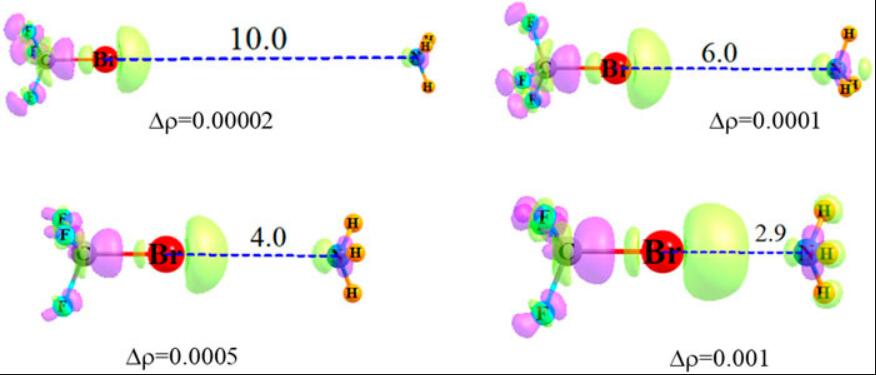 10.0
F F F C Br N H H H
Δρ=0.00002
6.0
F F F C Br N H H H
Δρ=0.0001
4.0
F F F C Br N H H H
Δρ=0.0005
2.9
F F C Br N H H H
Δρ=0.001